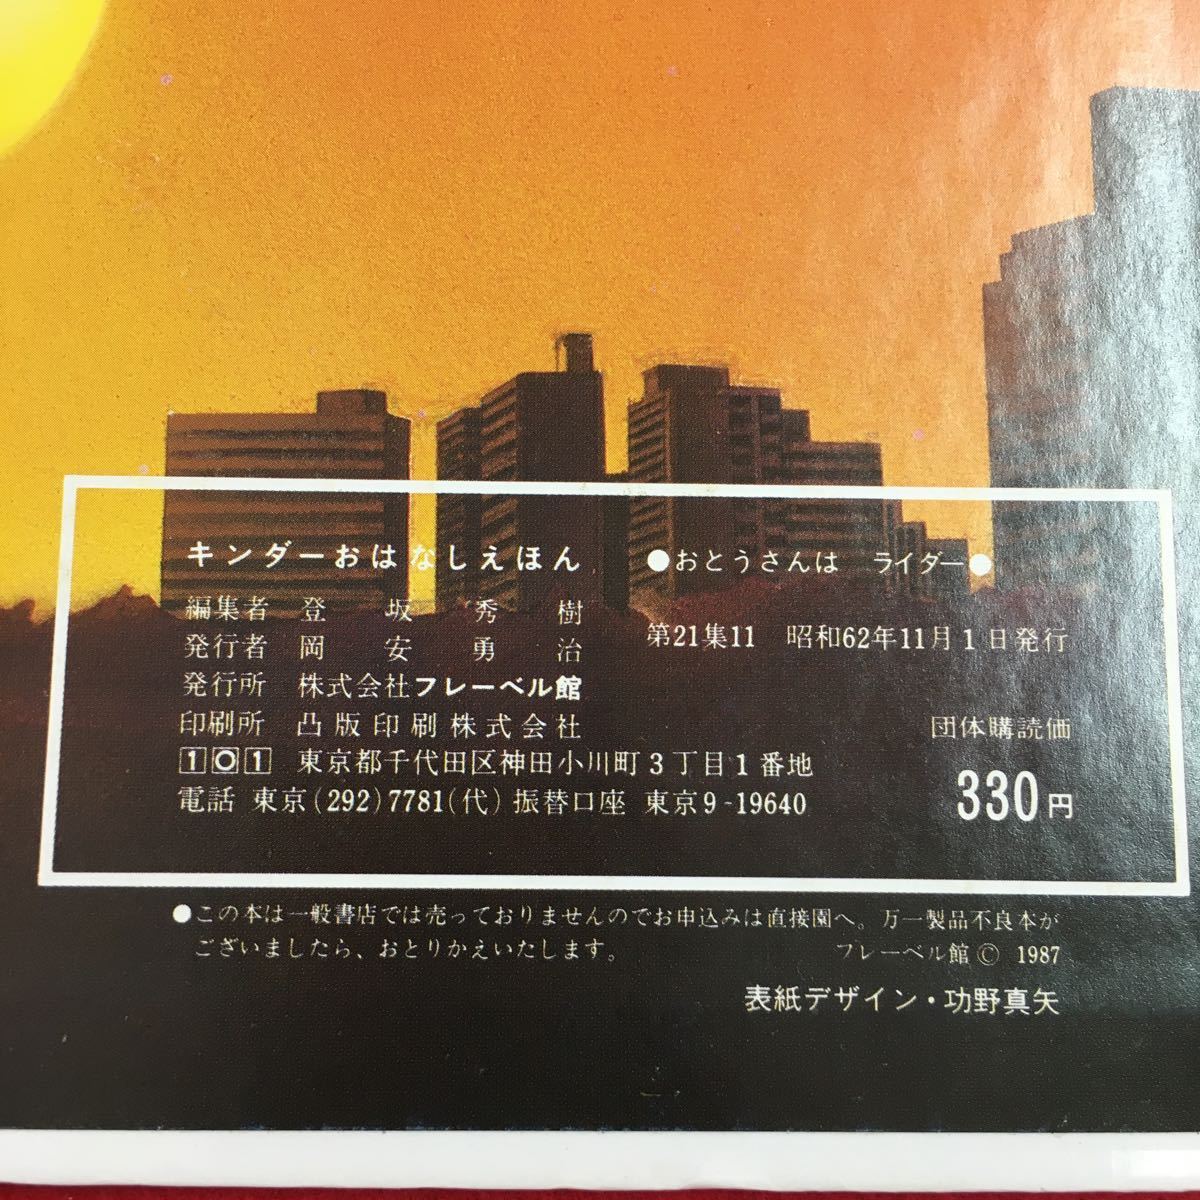 キンダーおはなしえほん
●おとうさんは ライダー●
編集者 登坂秀樹
発行者 岡安勇治
発行所 株式会社フレーベル館
印刷所 凸版印刷株式会社
101 東京都千代田区神田小川町3丁目1番地
電話 東京(292)7781(代) 振替口座 東京9-19640
第21集11 昭和62年11月1日発行
団体購読価
330円
●この本は一般書店では売っておりませんのでお申込みは直接園へ。万一製品不良本が
ございましたら、おとりかえいたします。 フレーベル館 © 1987
表紙デザイン・功野真矢